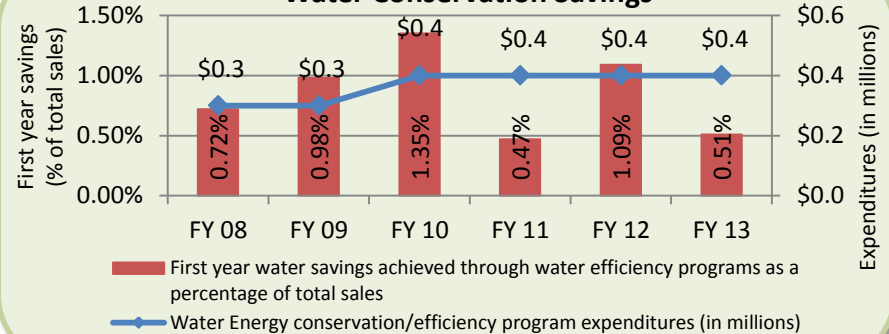 Water Conservation Savings
1.50%
1.00%
0.50%
0.00%
First year savings
(% of total sales)
$0.3
$0.3
$0.4
$0.4
$0.4
$0.4
0.72%
0.98%
1.35%
0.47%
1.09%
0.51%
$0.6
$0.4
$0.2
$0.0
Expenditures (in millions)
FY 08
FY 09
FY 10
FY 11
FY 12
FY 13
First year water savings achieved through water efficiency programs as a
percentage of total sales
Water Energy conservation/efficiency program expenditures (in millions)